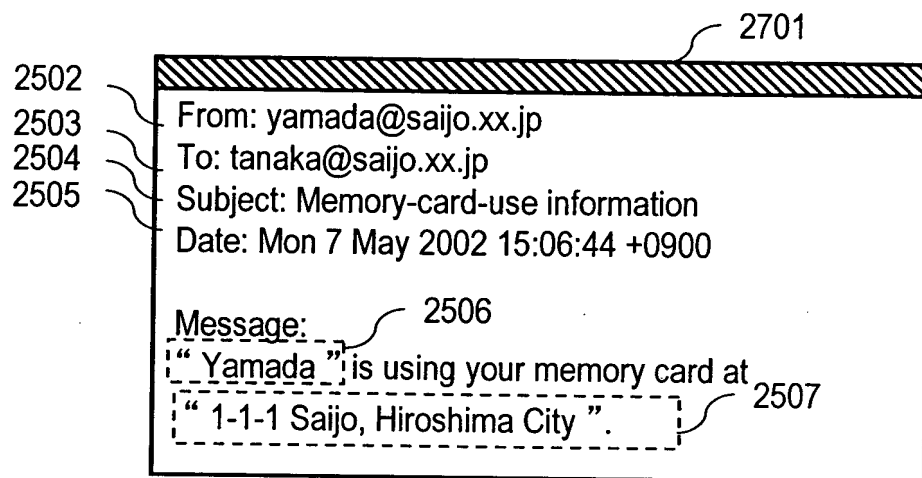 2701
2502
From: yamada@saijo.xx.jp
2503
To: tanaka@saijo.xx.jp
2504
Subject: Memory-card-use information
2505
Date: Mon 7 May 2002 15:06:44 +0900
2506
Message:
“ Yamada ” is using your memory card at
2507
“ 1-1-1 Saijo, Hiroshima City ”.